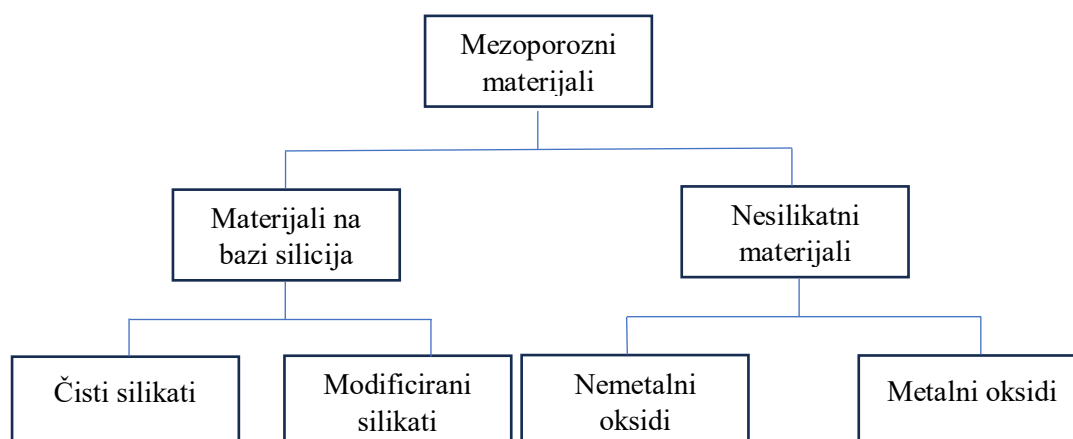 Mezoporozni
materijali
Materijali na
bazi silicija
Nesilikatni
materijali
Čisti silikati
Modificirani
silikati
Nemetalni
oksidi
Metalni oksidi